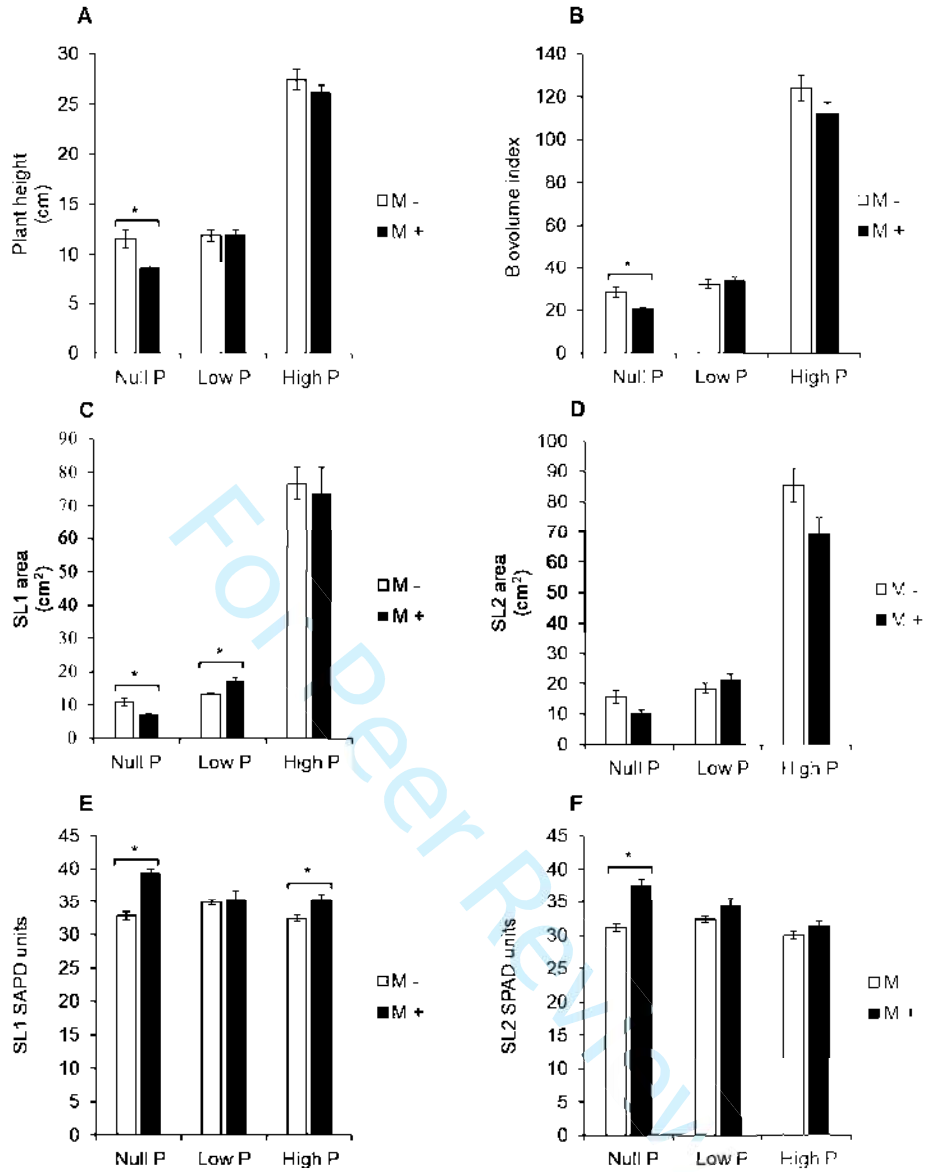 A
Plant height
(cm)
30
25
20
15
10
5
0
*
Null P Low P High P
M -
M +
B
Biovolume index
140
120
100
80
60
40
20
0
*
Null P Low P High P
M -
M +
C
SL1 area
(cm²)
90
80
70
60
50
40
30
20
10
0
*
*
Null P Low P High P
M -
M +
D
SL2 area
(cm²)
100
90
80
70
60
50
40
30
20
10
0
Null P Low P High P
M -
M +
E
SL1 SAPD units
45
40
35
30
25
20
15
10
5
0
*
*
Null P Low P High P
M -
M +
F
SL2 SPAD units
45
40
35
30
25
20
15
10
5
0
*
Null P Low P High P
M
M +
For Peer Review